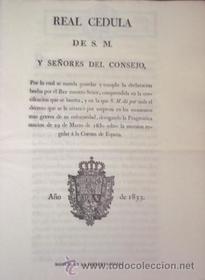 REAL CEDULA
DE S. M.
Y SEÑORES DEL CONSEJO,
Por la cual se manda guardar y cumplir la declaracion
hecha por el Rey nuestro Señor, comprendida en la
certificacion que se inserta, y en la que S. M. dá por nulo el
decreto que se le arrancó por sorpresa en los momentos
mas graves de su enfermedad, derogando la Pragmática
sancion de 29 de Marzo de 1830 sobre la sucesion re-
gular á la Corona de España.
Año de 1833.
todocoleccion